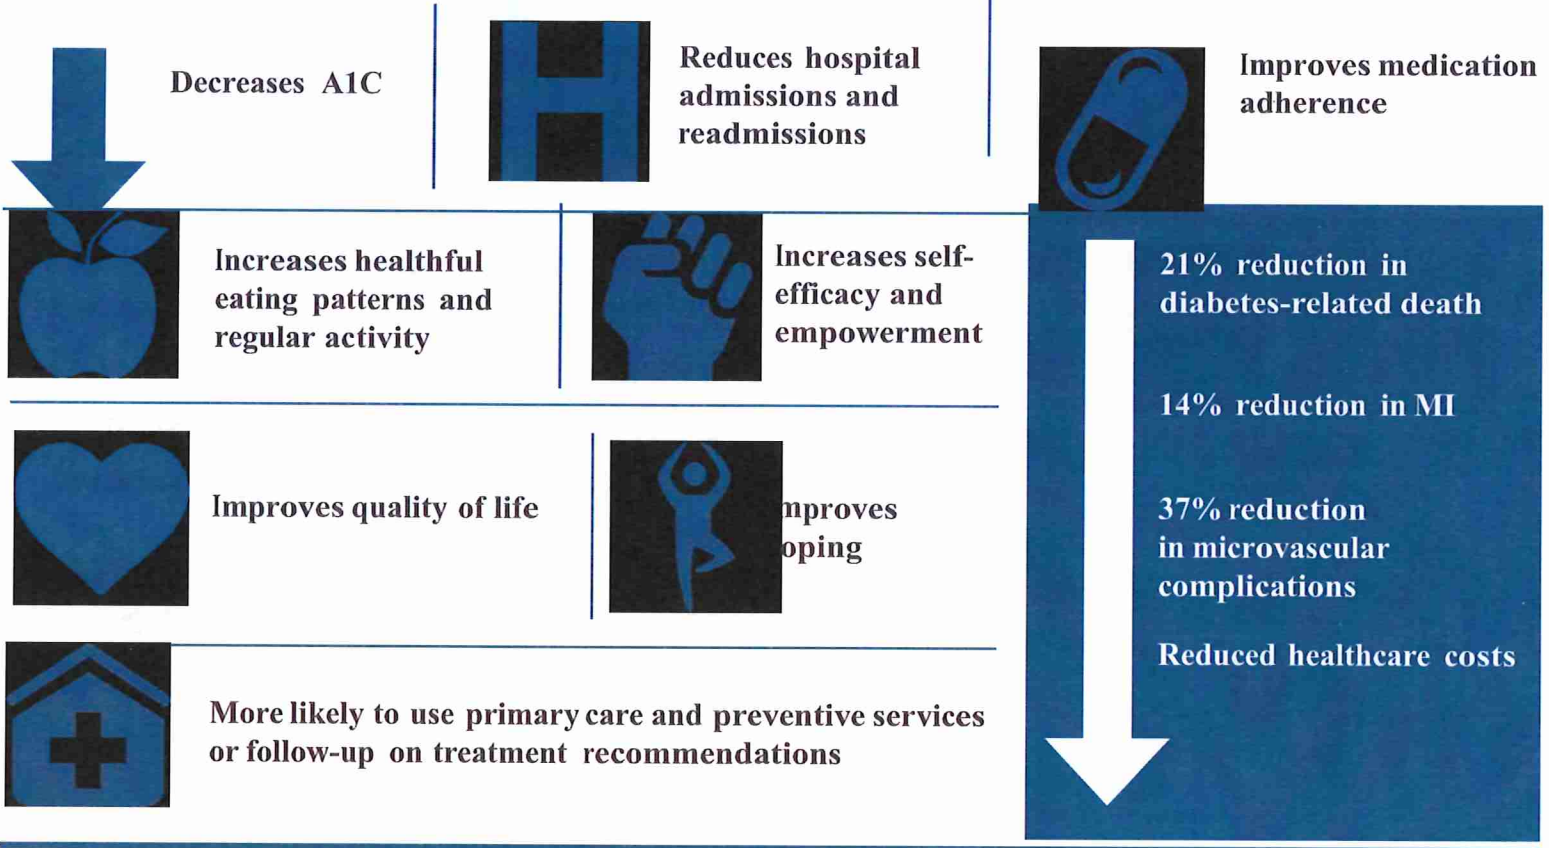 Decreases A1C
H
Reduces hospital
admissions and
readmissions
Improves medication
adherence
Increases healthful
eating patterns and
regular activity
Increases self-
efficacy and
empowerment
Improves quality of life
mproves
oping
More likely to use primary care and preventive services
or follow-up on treatment recommendations
21% reduction in
diabetes-related death
14% reduction in MI
37% reduction
in microvascular
complications
Reduced healthcare costs